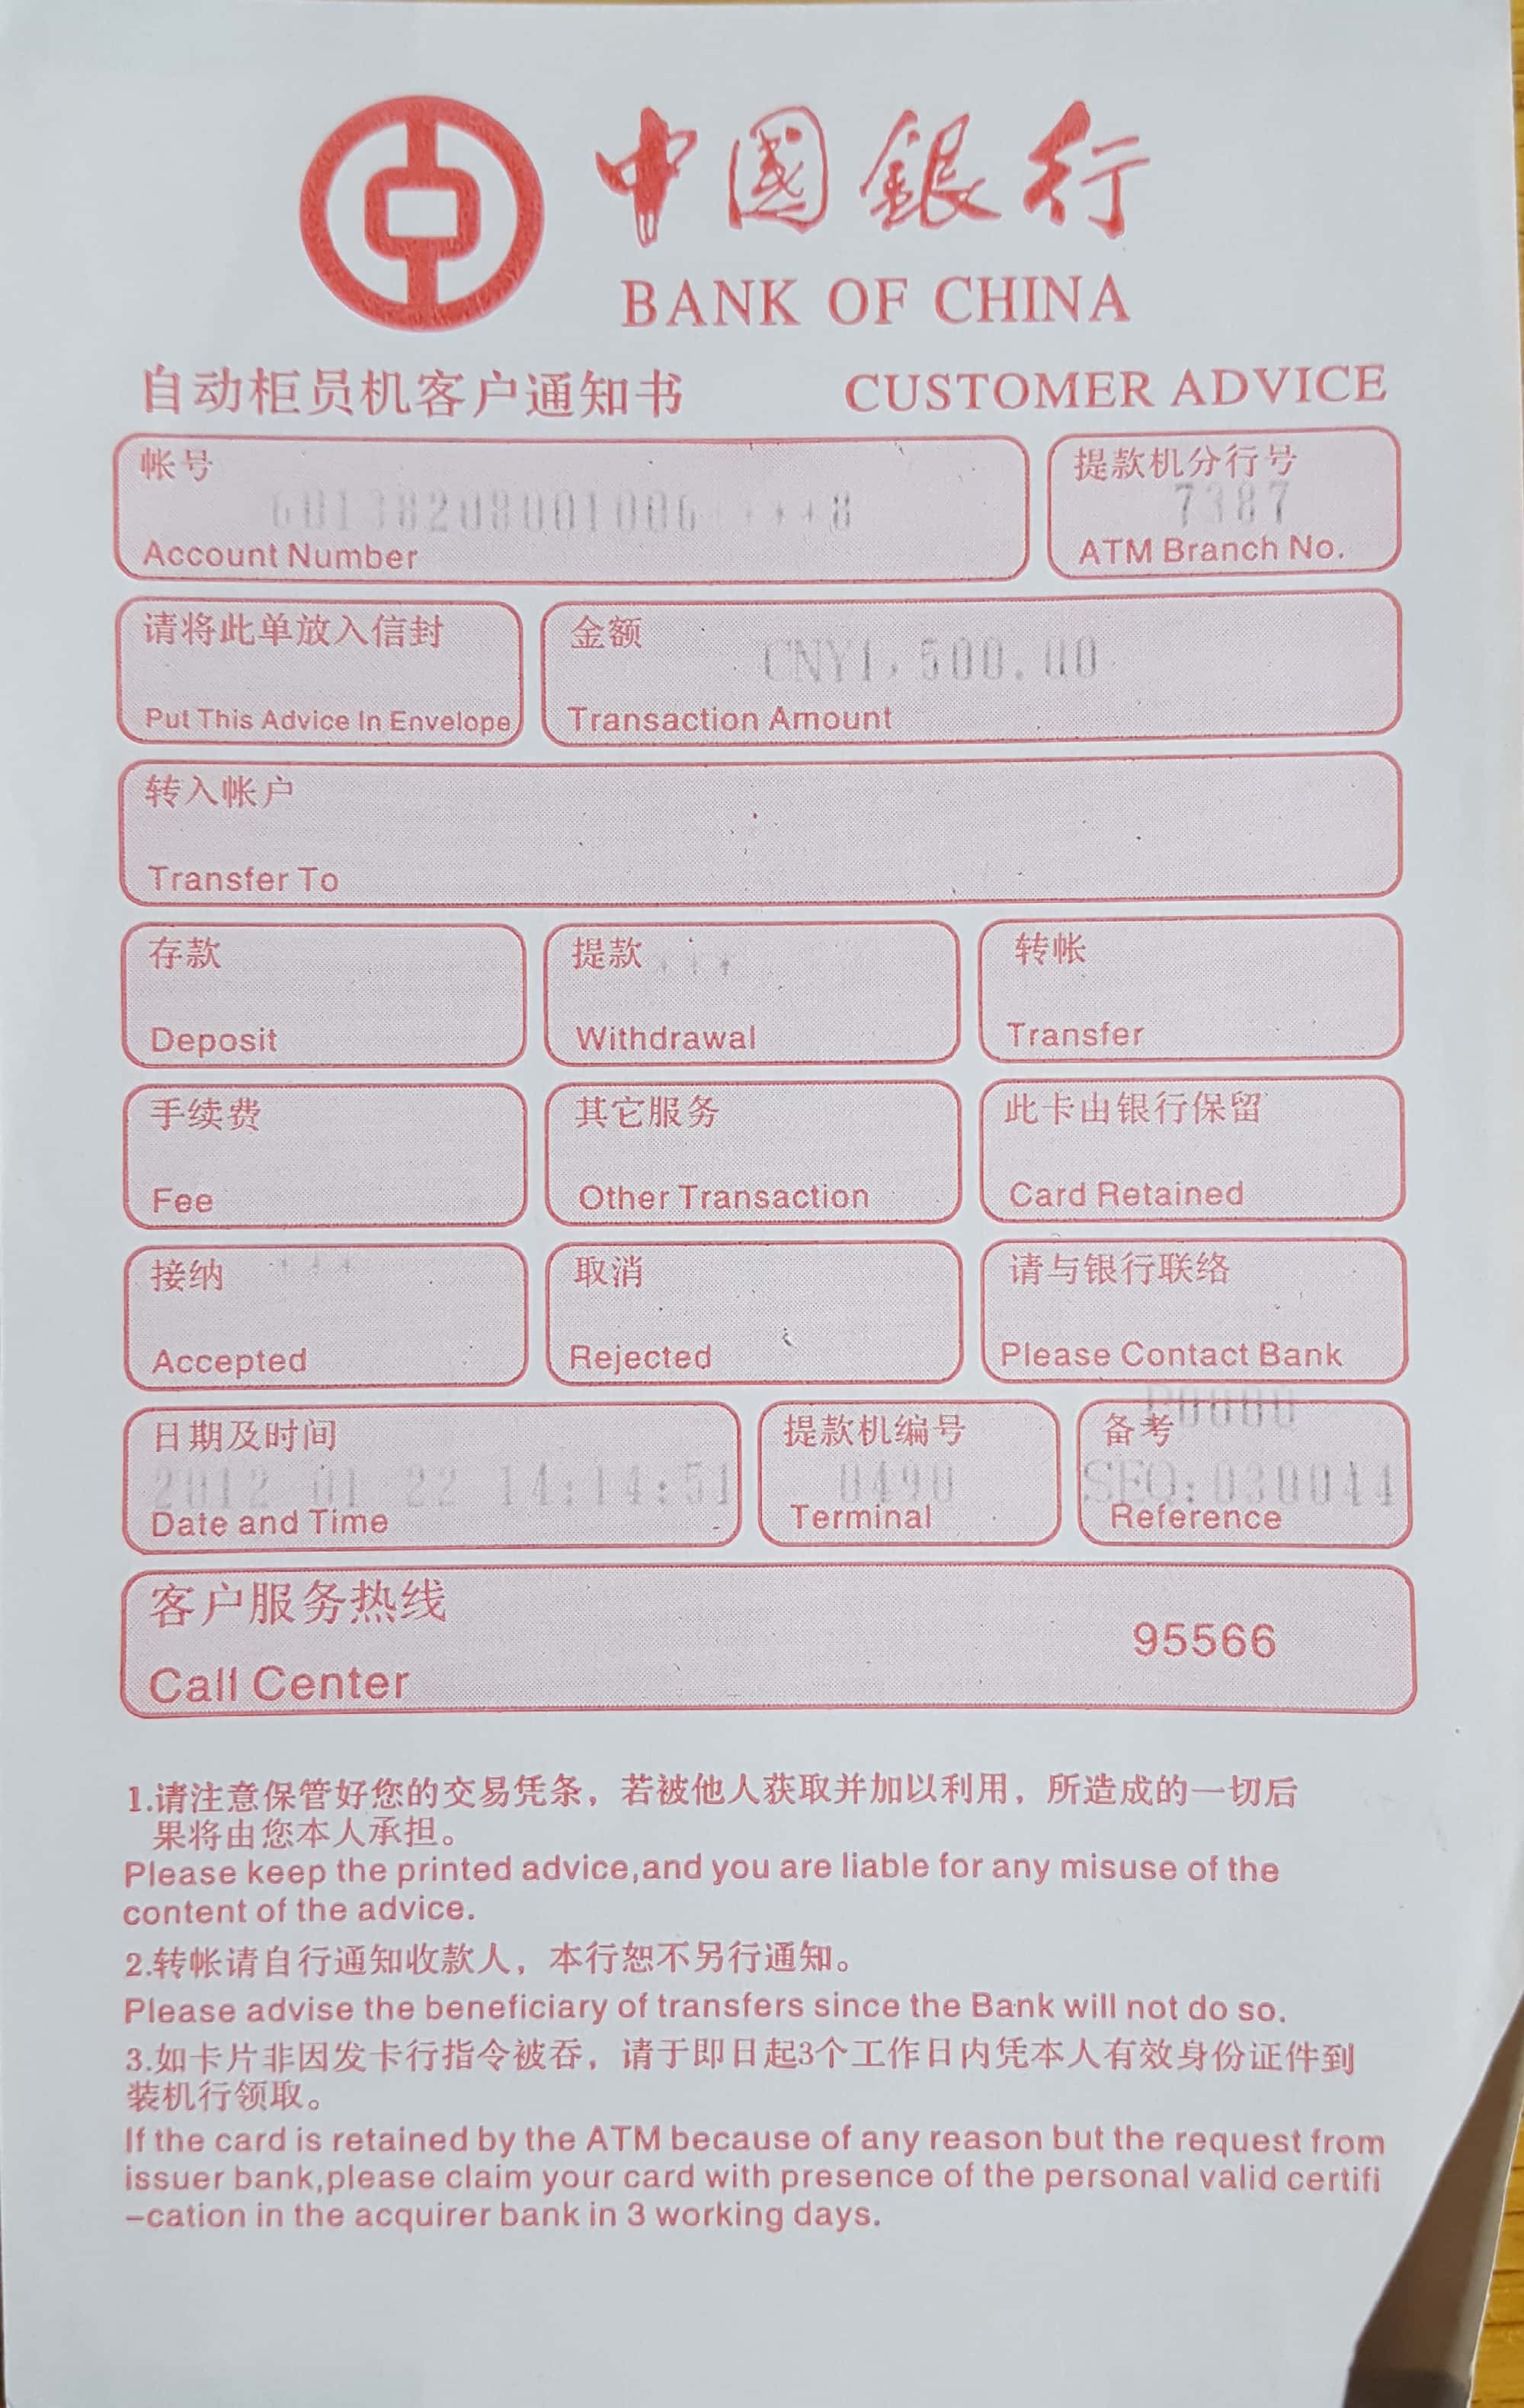 中國銀行
BANK OF CHINA
自动柜员机客户通知书 CUSTOMER ADVICE
帐号
60138208001006 ***8
Account Number
提款机分行号
7387
ATM Branch No.
请将此单放入信封
Put This Advice In Envelope
金额
CNY1,500.00
Transaction Amount
转入帐户
Transfer To
存款
Deposit
提款 ***
Withdrawal
转帐
Transfer
手续费
Fee
其它服务
Other Transaction
此卡由银行保留
Card Retained
接纳 ***
Accepted
取消
Rejected
请与银行联络
Please Contact Bank
日期及时间
2012 01 22 14:14:51
Date and Time
提款机编号
0490
Terminal
备考
SEQ:030044
Reference
客户服务热线
95566
Call Center
1.请注意保管好您的交易凭条，若被他人获取并加以利用，所造成的一切后
果将由您本人承担。
Please keep the printed advice,and you are liable for any misuse of the
content of the advice.
2.转帐请自行通知收款人，本行恕不另行通知。
Please advise the beneficiary of transfers since the Bank will not do so.
3.如卡片非因发卡行指令被吞，请于即日起3个工作日内凭本人有效身份证件到
装机行领取。
If the card is retained by the ATM because of any reason but the request from
issuer bank,please claim your card with presence of the personal valid certifi
-cation in the acquirer bank in 3 working days.